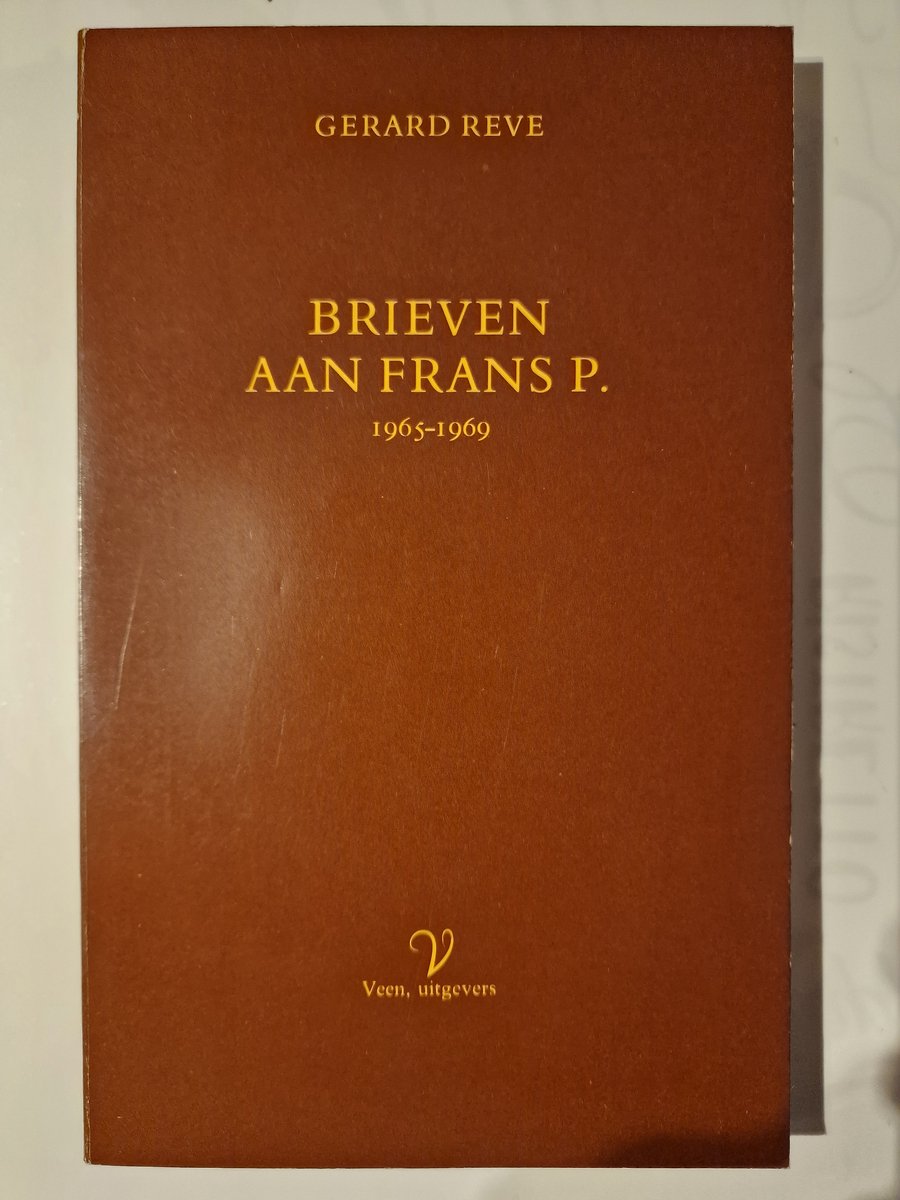 GERARD REVE
BRIEVEN
AAN FRANS P.
1965–1969
V
Veen, uitgevers